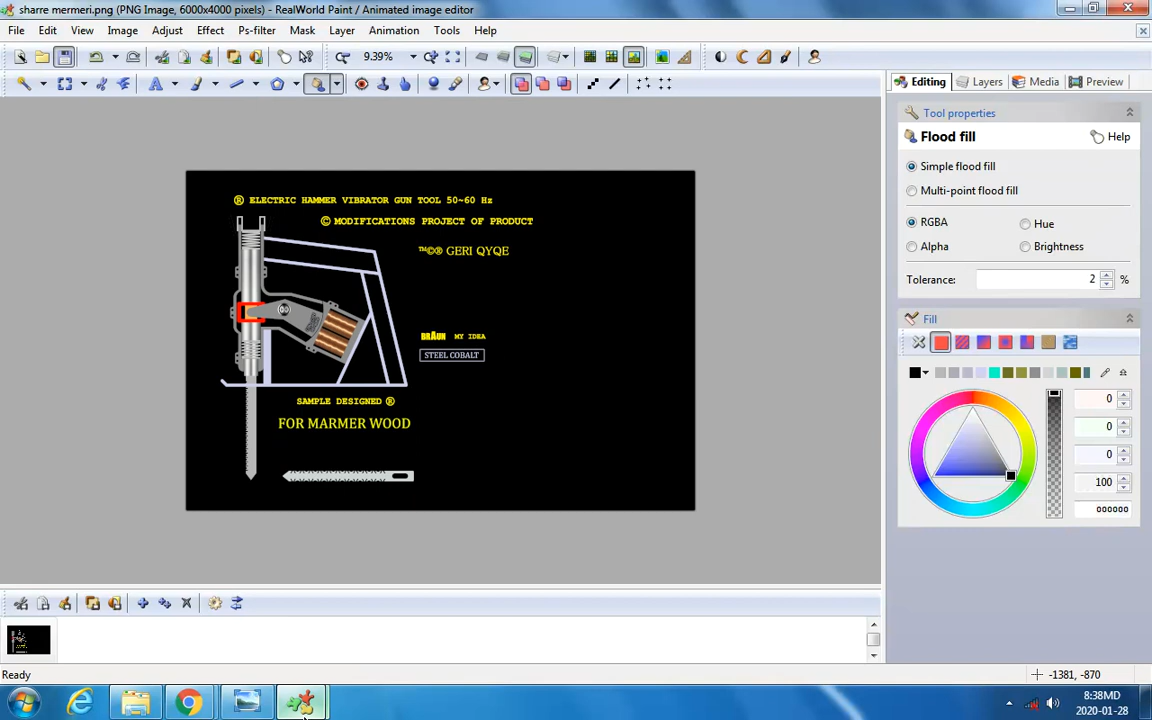 sharre mermeri.png (PNG Image, 6000x4000 pixels) - RealWorld Paint / Animated image editor
File Edit View Image Adjust Effect Ps-filter Mask Layer Animation Tools Help
9.39%
Editing Layers Media Preview
Tool properties
Flood fill Help
Simple flood fill
Multi-point flood fill
RGBA Hue
Alpha Brightness
Tolerance: 2 %
Fill
0
0
0
100
000000
® ELECTRIC HAMMER VIBRATOR GUN TOOL 50~60 Hz
© MODIFICATIONS PROJECT OF PRODUCT
™©® GERI QYQE
BRAUN MY IDEA
STEEL COBALT
SAMPLE DESIGNED ®
FOR MARMER WOOD
Ready
-1381, -870
8:38MD
2020-01-28